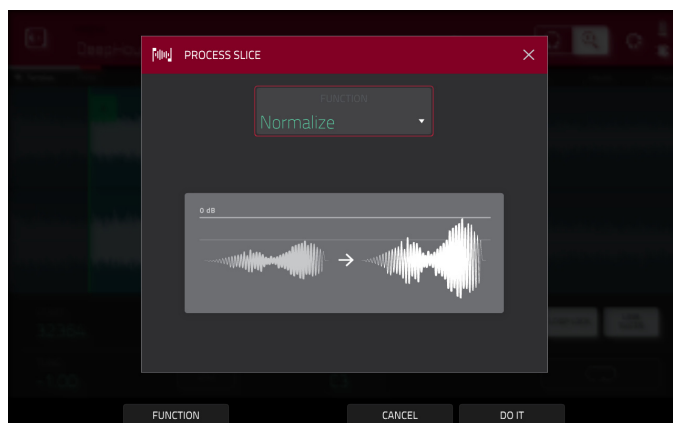 PROCESS SLICE
FUNCTION
Normalize
0 dB
FUNCTION
CANCEL
DO IT